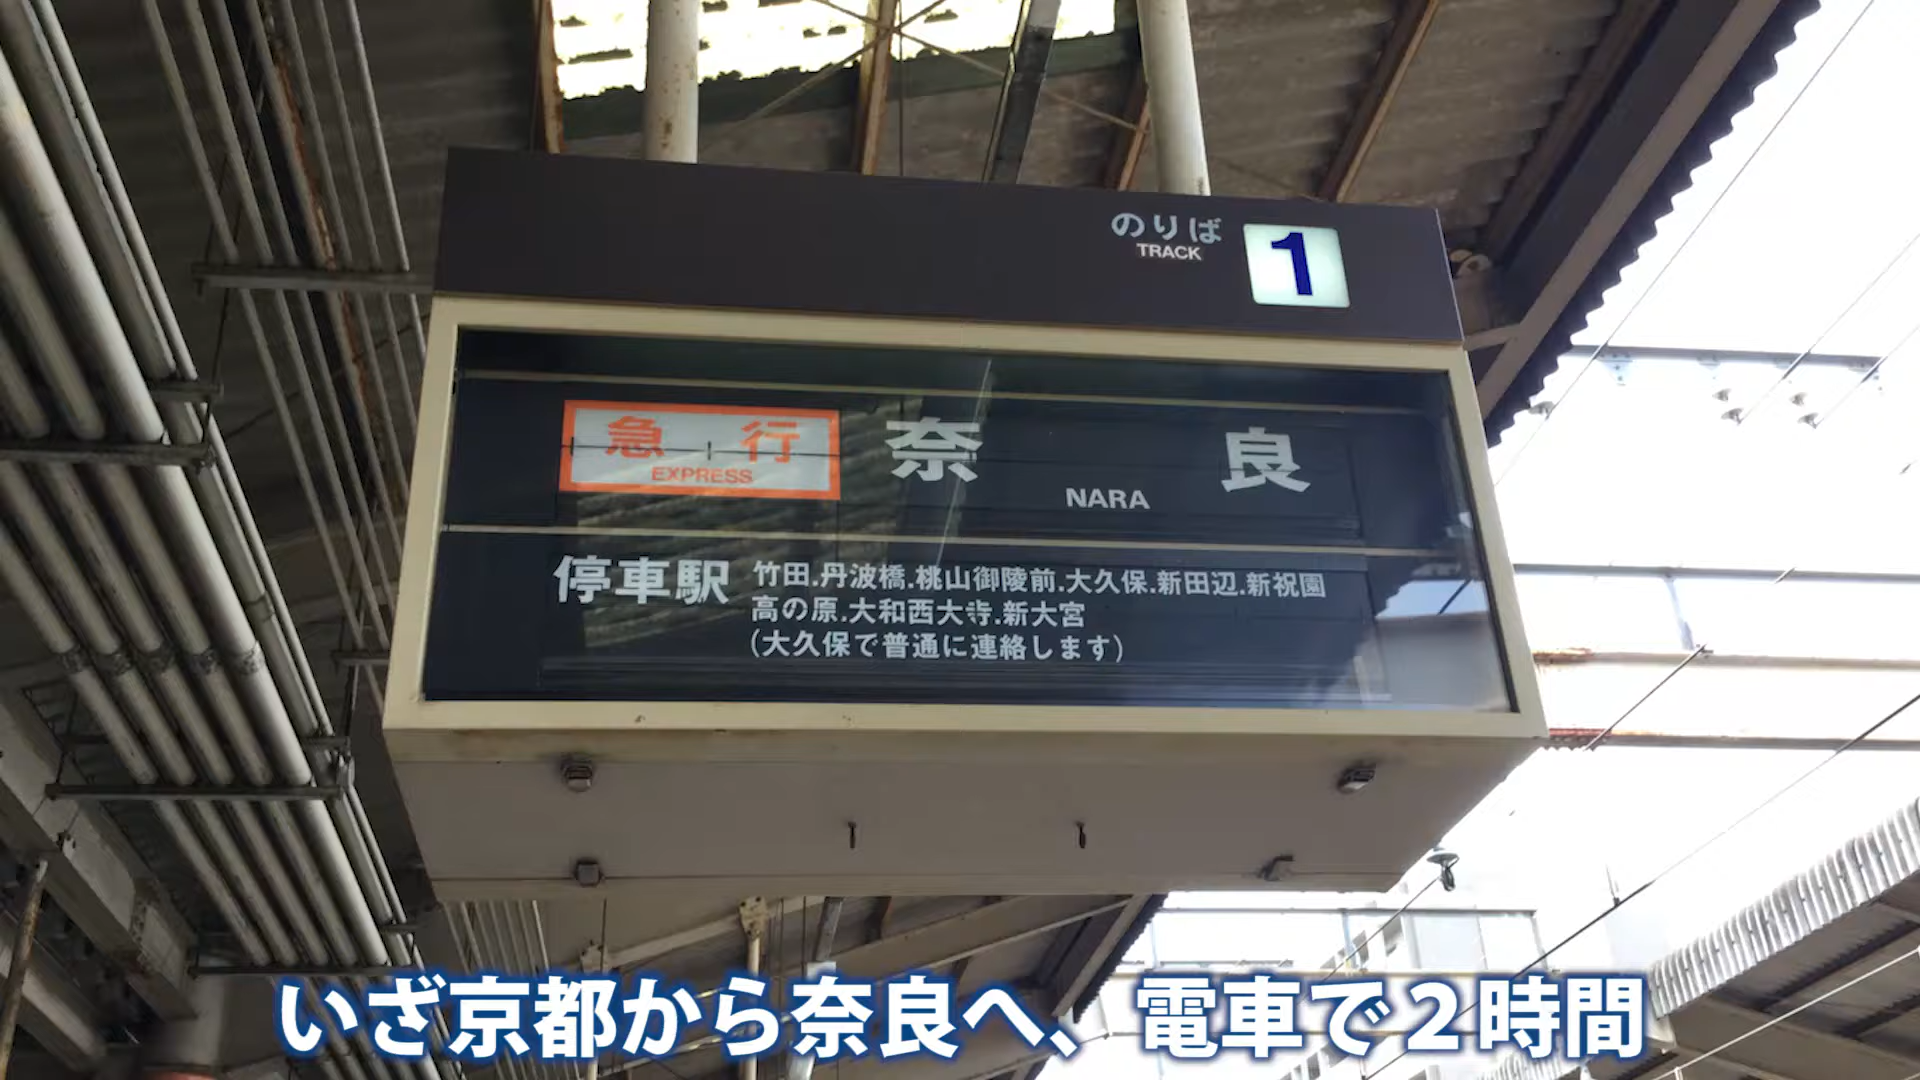 のりば
TRACK
1
急行
EXPRESS
奈良
NARA
停車駅
竹田.丹波橋.桃山御陵前.大久保.新田辺.新祝園
高の原.大和西大寺.新大宮
(大久保で普通に連絡します)
いざ京都から奈良へ、電車で2時間